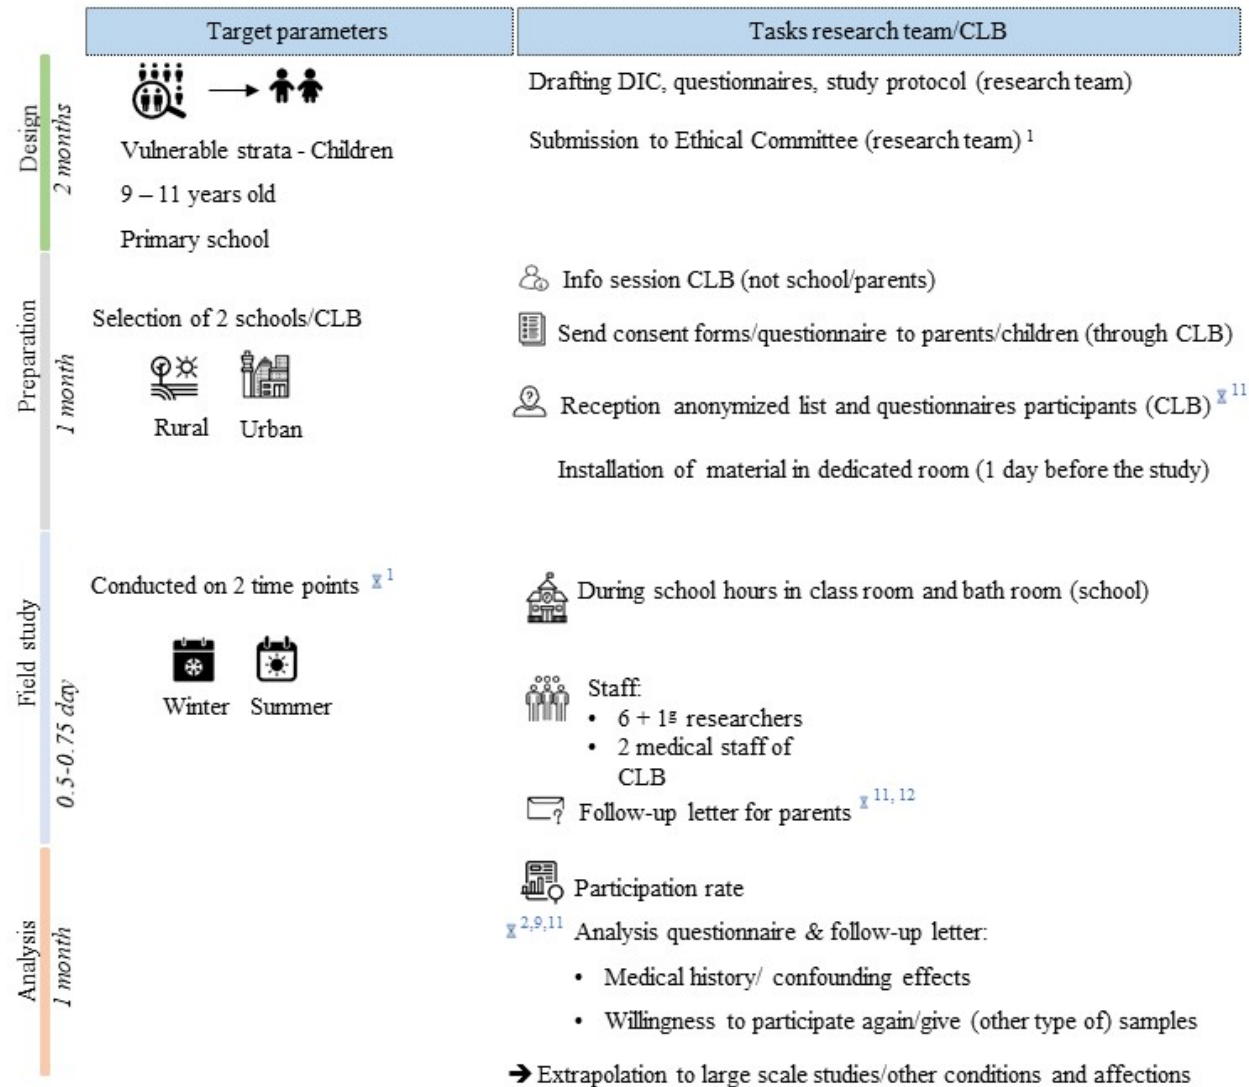 Target parameters
Tasks research team/CLB
Design
2 months
Vulnerable strata - Children
9 – 11 years old
Primary school
Drafting DIC, questionnaires, study protocol (research team)
Submission to Ethical Committee (research team) 1
Preparation
1 month
Selection of 2 schools/CLB
Rural
Urban
Info session CLB (not school/parents)
Send consent forms/questionnaire to parents/children (through CLB)
Reception anonymized list and questionnaires participants (CLB) ⴳ 11
Installation of material in dedicated room (1 day before the study)
Field study
0.5-0.75 day
Conducted on 2 time points ⴳ 1
Winter
Summer
During school hours in class room and bath room (school)
Staff:
• 6 + 1g researchers
• 2 medical staff of
CLB
Follow-up letter for parents ⴳ 11, 12
Analysis
1 month
Participation rate
ⴳ 2,9,11 Analysis questionnaire & follow-up letter:
• Medical history/ confounding effects
• Willingness to participate again/give (other type of) samples
➔ Extrapolation to large scale studies/other conditions and affections